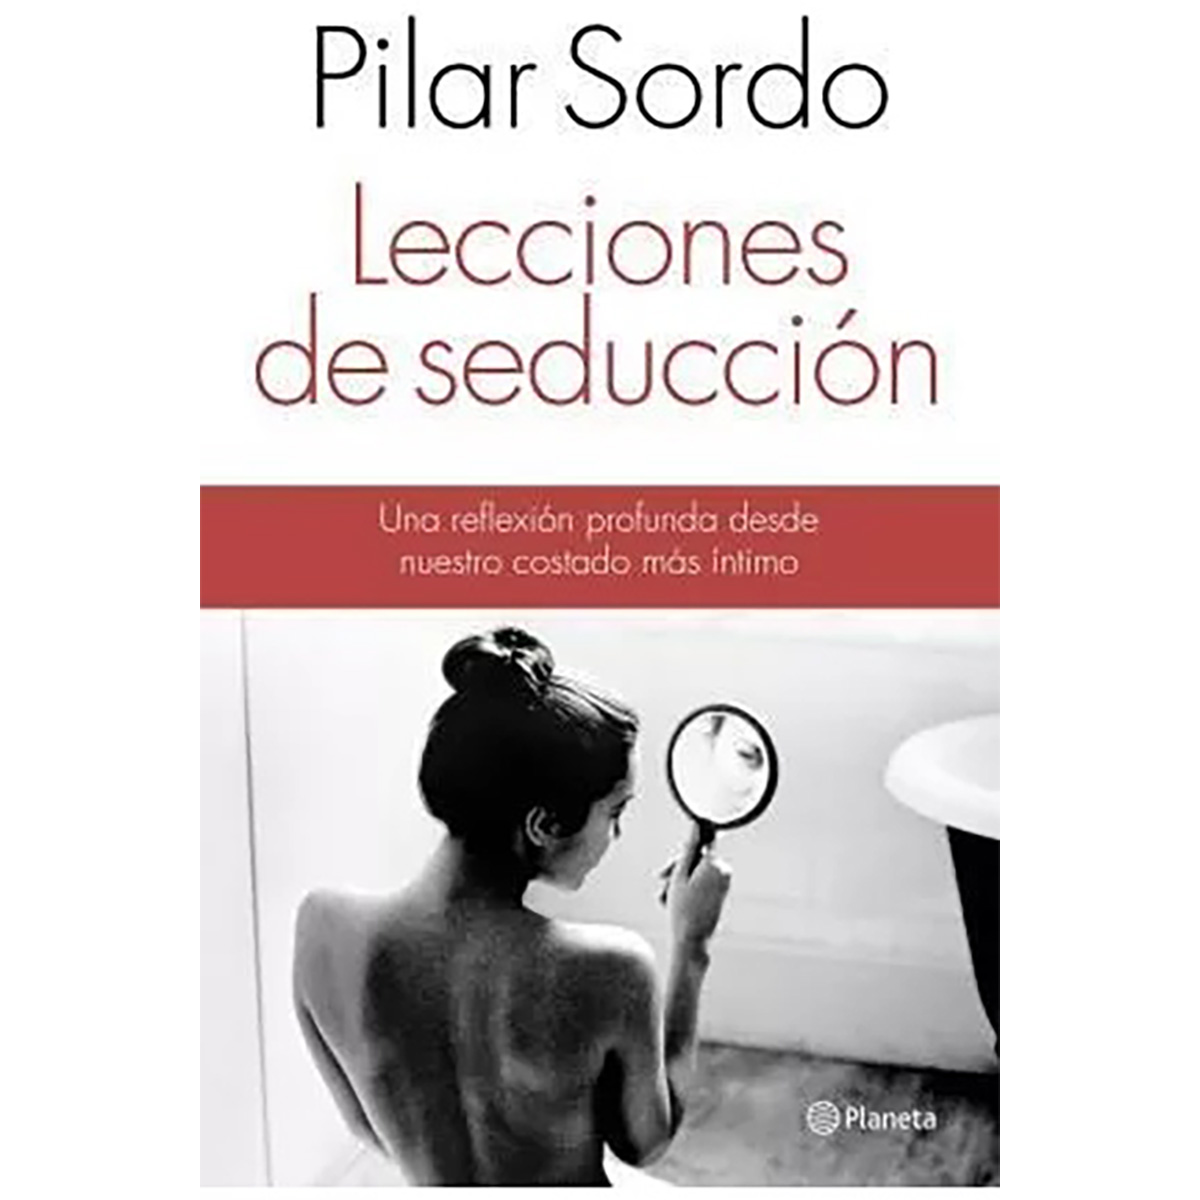 Pilar Sordo
Lecciones
de seducción
Una reflexión profunda desde
nuestro costado más íntimo
Planeta